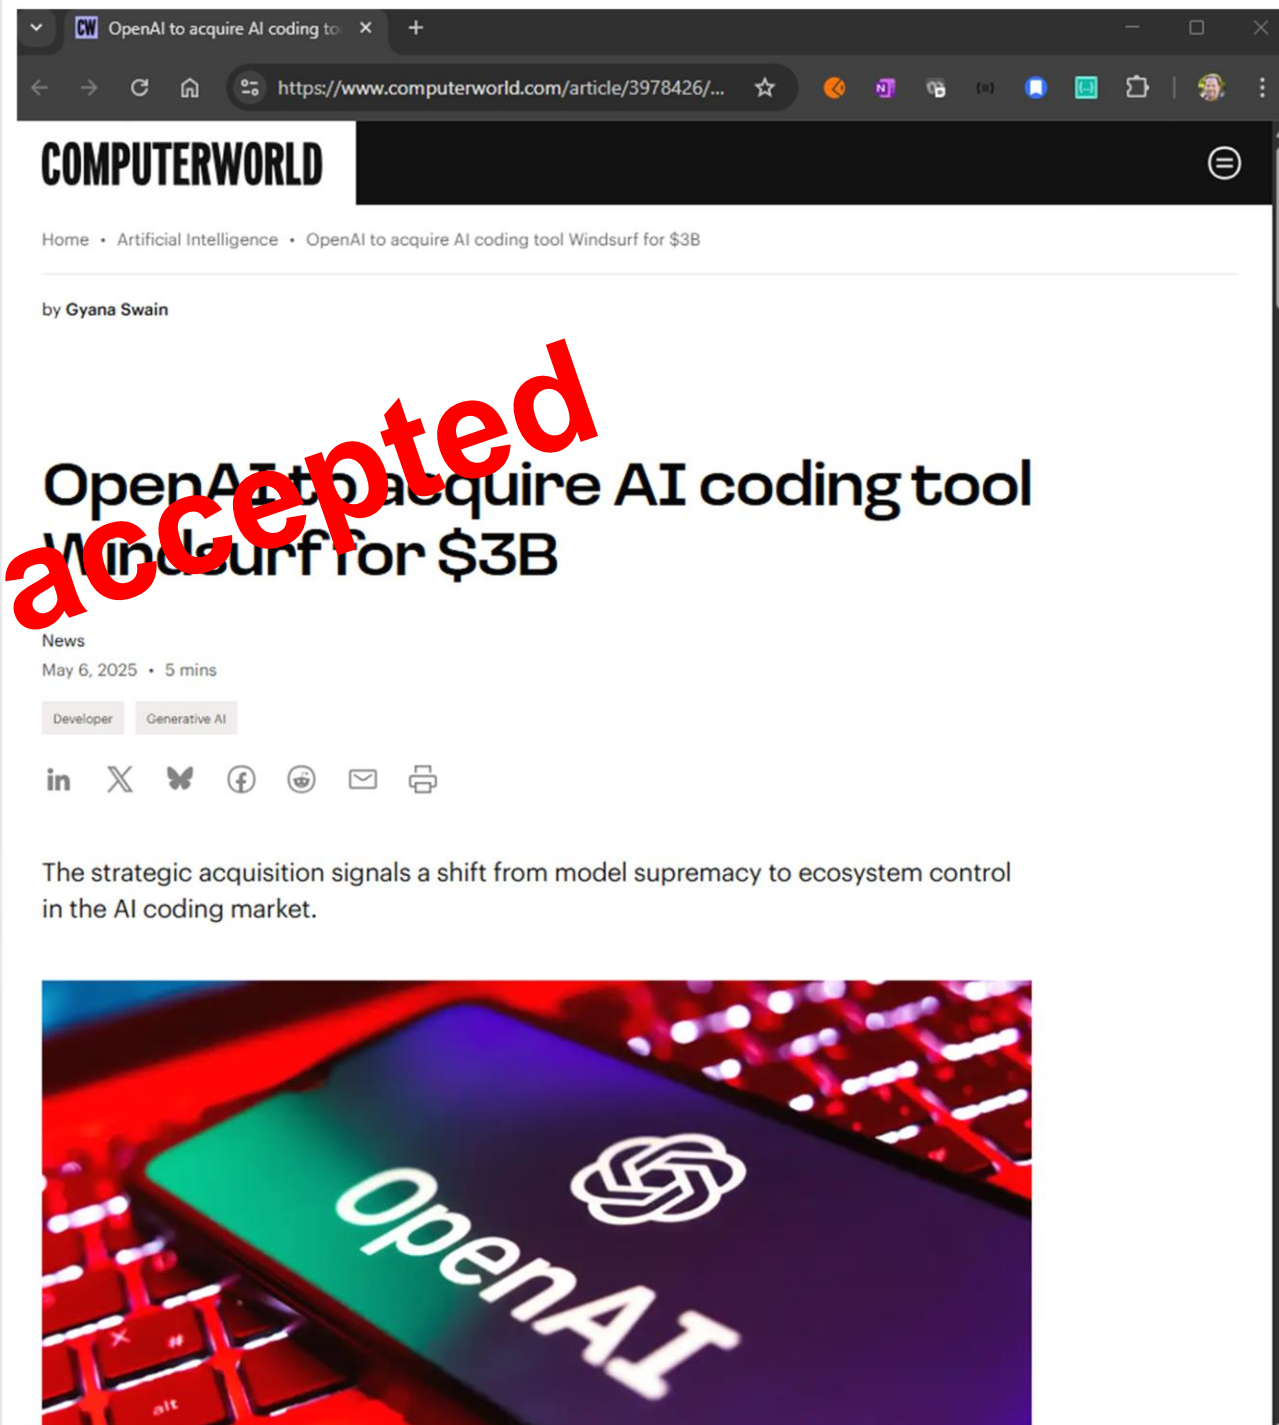 OpenAI to acquire AI coding to
https://www.computerworld.com/article/3978426/...
COMPUTERWORLD
Home • Artificial Intelligence • OpenAI to acquire AI coding tool Windsurf for $3B
by Gyana Swain
accepted
OpenAI to acquire AI coding tool
Windsurf for $3B
News
May 6, 2025 • 5 mins
Developer Generative AI
The strategic acquisition signals a shift from model supremacy to ecosystem control
in the AI coding market.
OpenAI
X #
alt